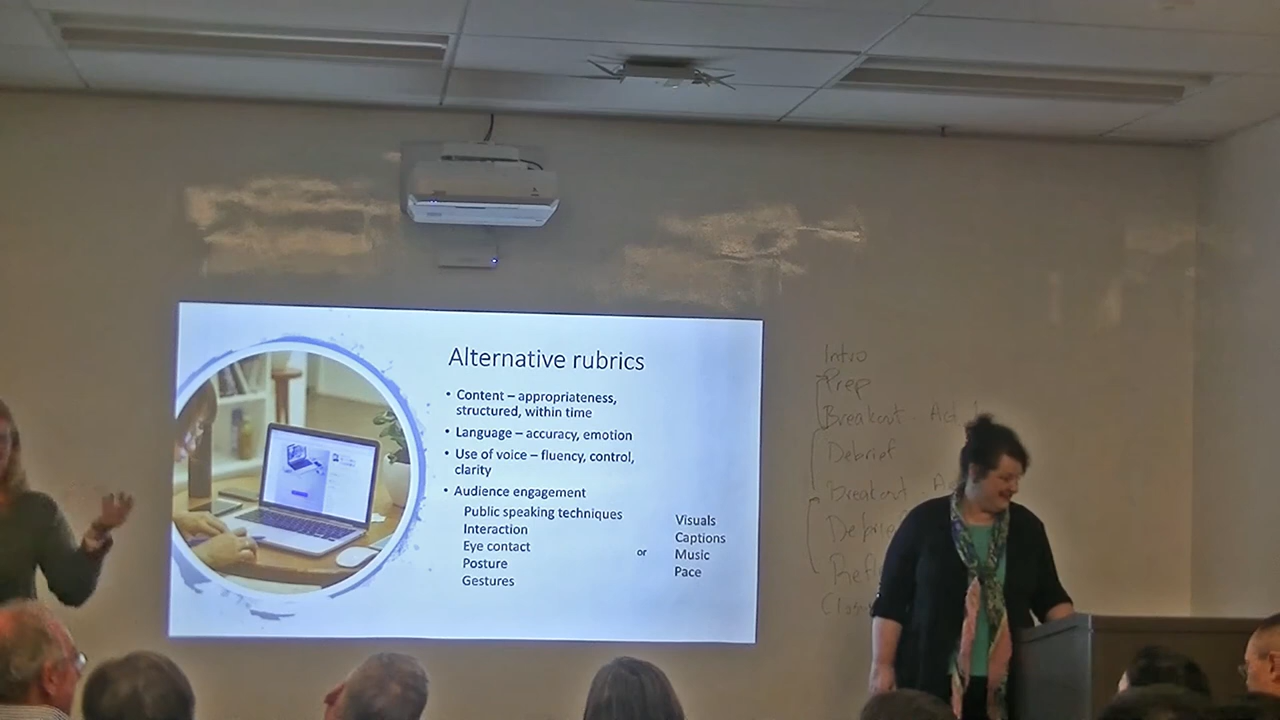 Alternative rubrics
• Content – appropriateness,
structured, within time
• Language – accuracy, emotion
• Use of voice – fluency, control,
clarity
• Audience engagement
Public speaking techniques
Interaction
Eye contact
Posture
Gestures
or
Visuals
Captions
Music
Pace
Intro
Prep
Breakout - Act
Debrief
Breakout -